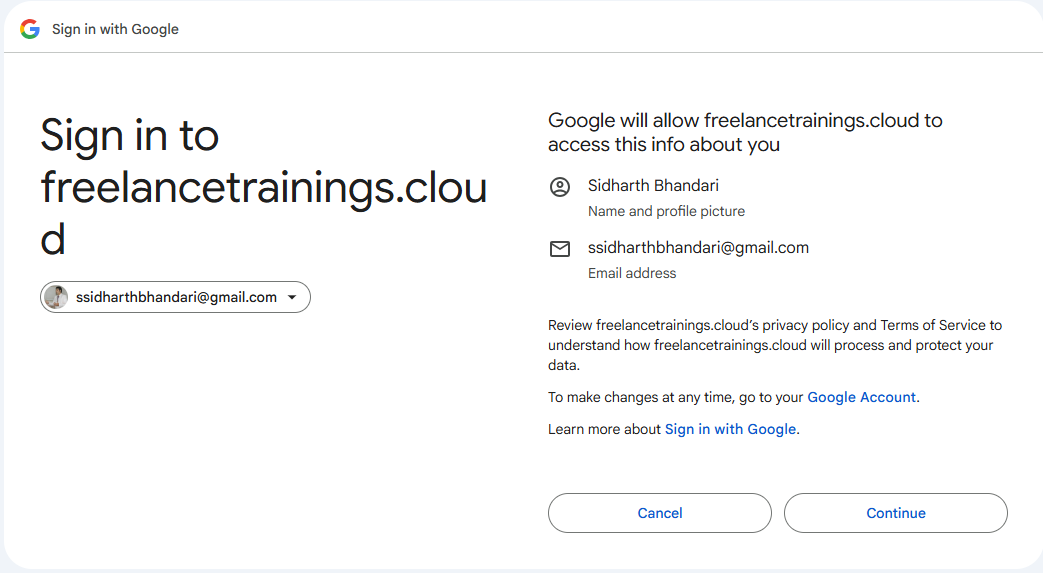 Sign in with Google
Sign in to
freelancetrainings.clou
d
ssidharthbhandari@gmail.com
Google will allow freelancetrainings.cloud to
access this info about you
Sidharth Bhandari
Name and profile picture
ssidharthbhandari@gmail.com
Email address
Review freelancetrainings.cloud’s privacy policy and Terms of Service to
understand how freelancetrainings.cloud will process and protect your
data.
To make changes at any time, go to your Google Account.
Learn more about Sign in with Google.
Cancel
Continue